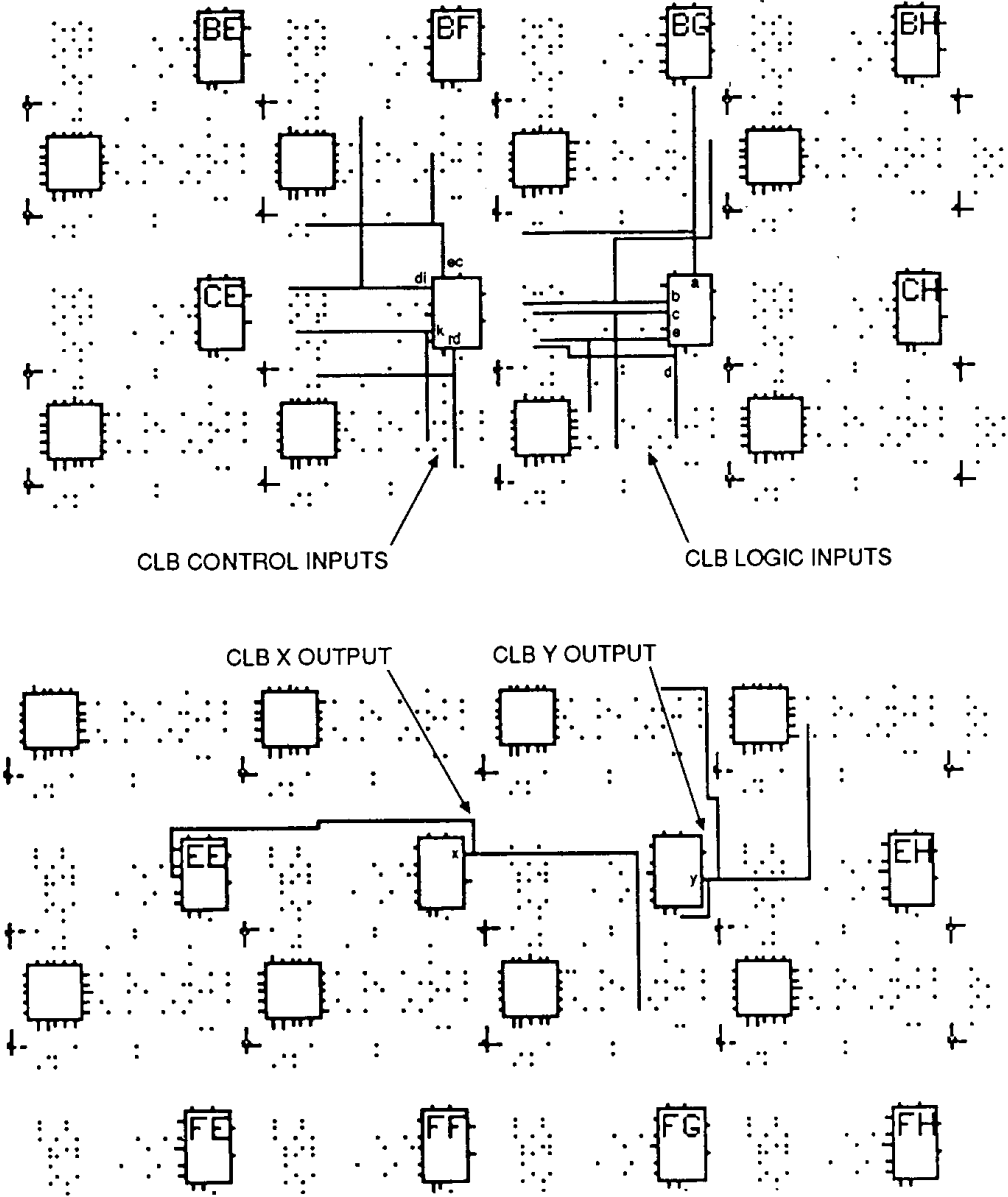 BE BF BG BH
ec
di
a
CE
b
CH
c
k
e
rd
d
CLB CONTROL INPUTS
CLB LOGIC INPUTS
CLB X OUTPUT
CLB Y OUTPUT
EE
x
EH
y
FE FF FG FH